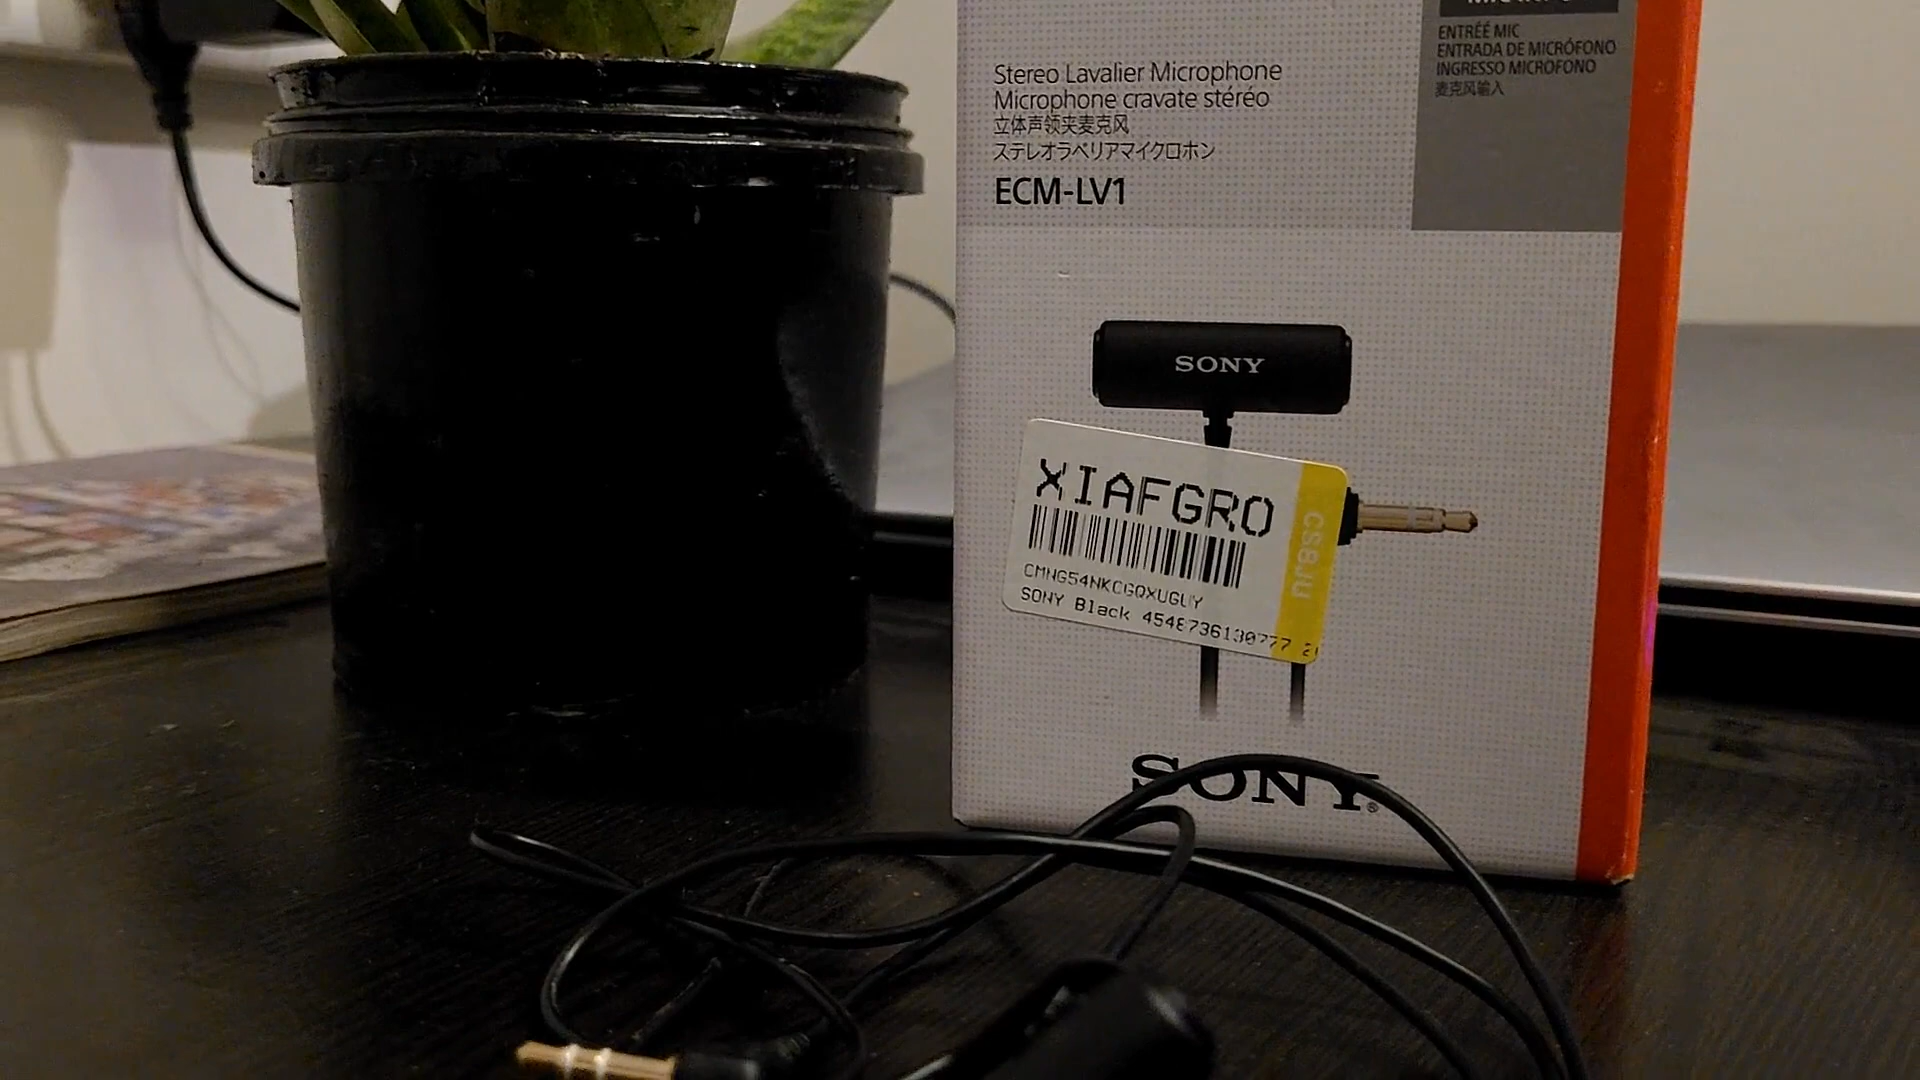 ENTRÉÉ MIC
ENTRADA DE MICRÓFONO
INGRESSO MICROFONO
麦克风输入
Stereo Lavalier Microphone
Microphone cravate stéréo
立体声领夹麦克风
ステレオラベリアマイクロホン
ECM-LV1
SONY
XIAFGRO
CS8JU
CMNG54NKCGQXUGUY
SONY Black 4548736130777
SONY